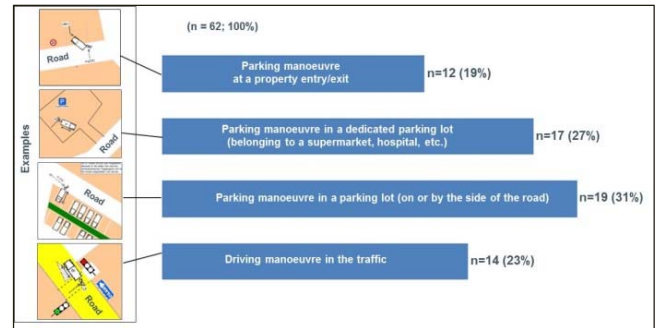 (n = 62; 100%)
Examples
Road
Parking manoeuvre
at a property entry/exit
n=12 (19%)
P
Road
Parking manoeuvre in a dedicated parking lot
(belonging to a supermarket, hospital, etc.)
n=17 (27%)
Road
Parking manoeuvre in a parking lot (on or by the side of the road)
n=19 (31%)
Road
Driving manoeuvre in the traffic
n=14 (23%)